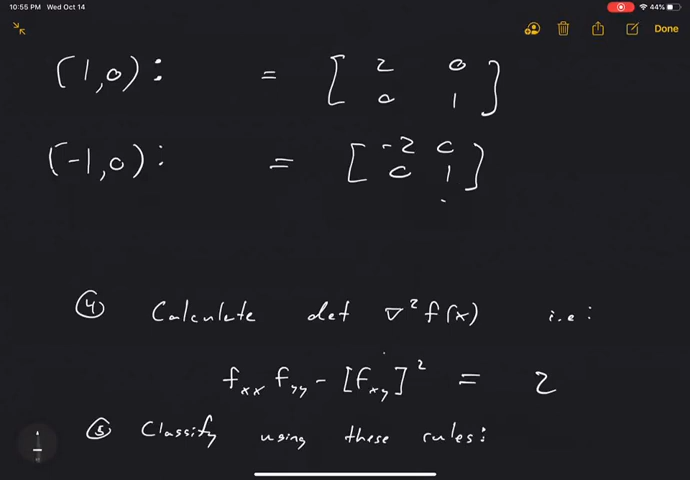 10:55 PM Wed Oct 14 44%
Done
(1,0): = [ 2 0
0 1 ]
(-1,0): = [ -2 0
0 1 ]
④ Calculate det ∇²f(x) i.e:
fxx fyy - [fxy]² = 2
⑤ Classify using these rules: